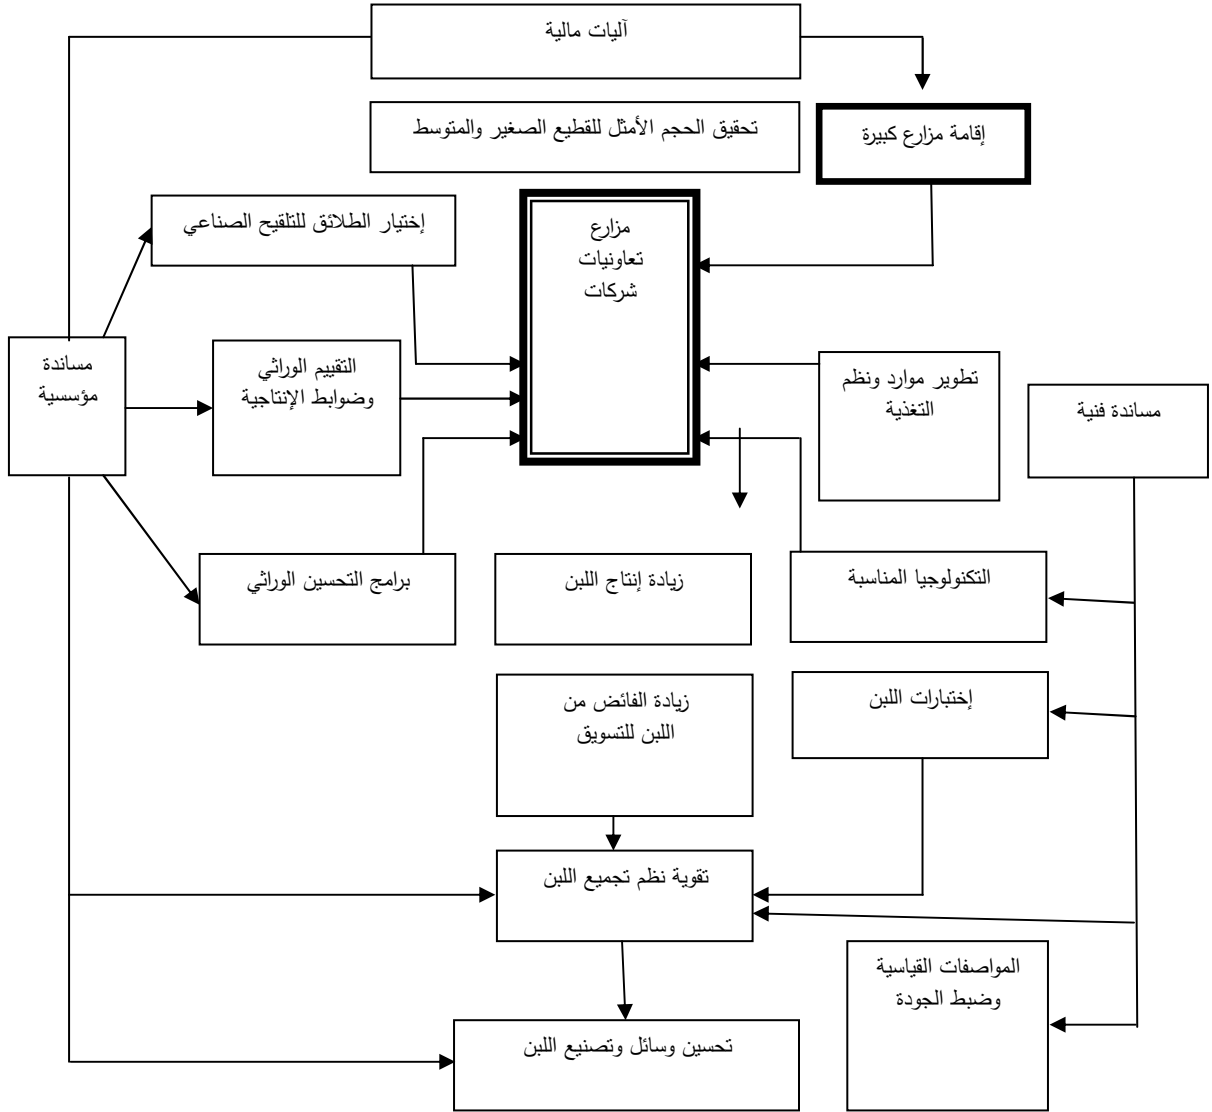 آليات مالية
تحقيق الحجم الأمثل للقطيع الصغير والمتوسط
إقامة مزارع كبيرة
إختيار الطلائق للتلقيح الصناعي
مزارع
تعاونيات
شركات
مساندة
مؤسسية
التقييم الوراثي
وضوابط الإنتاجية
تطوير موارد ونظم
التغذية
مساندة فنية
برامج التحسين الوراثي
زيادة إنتاج اللبن
التكنولوجيا المناسبة
زيادة الفائض من
اللبن للتسويق
إختبارات اللبن
تقوية نظم تجميع اللبن
المواصفات القياسية
وضبط الجودة
تحسين وسائل وتصنيع اللبن